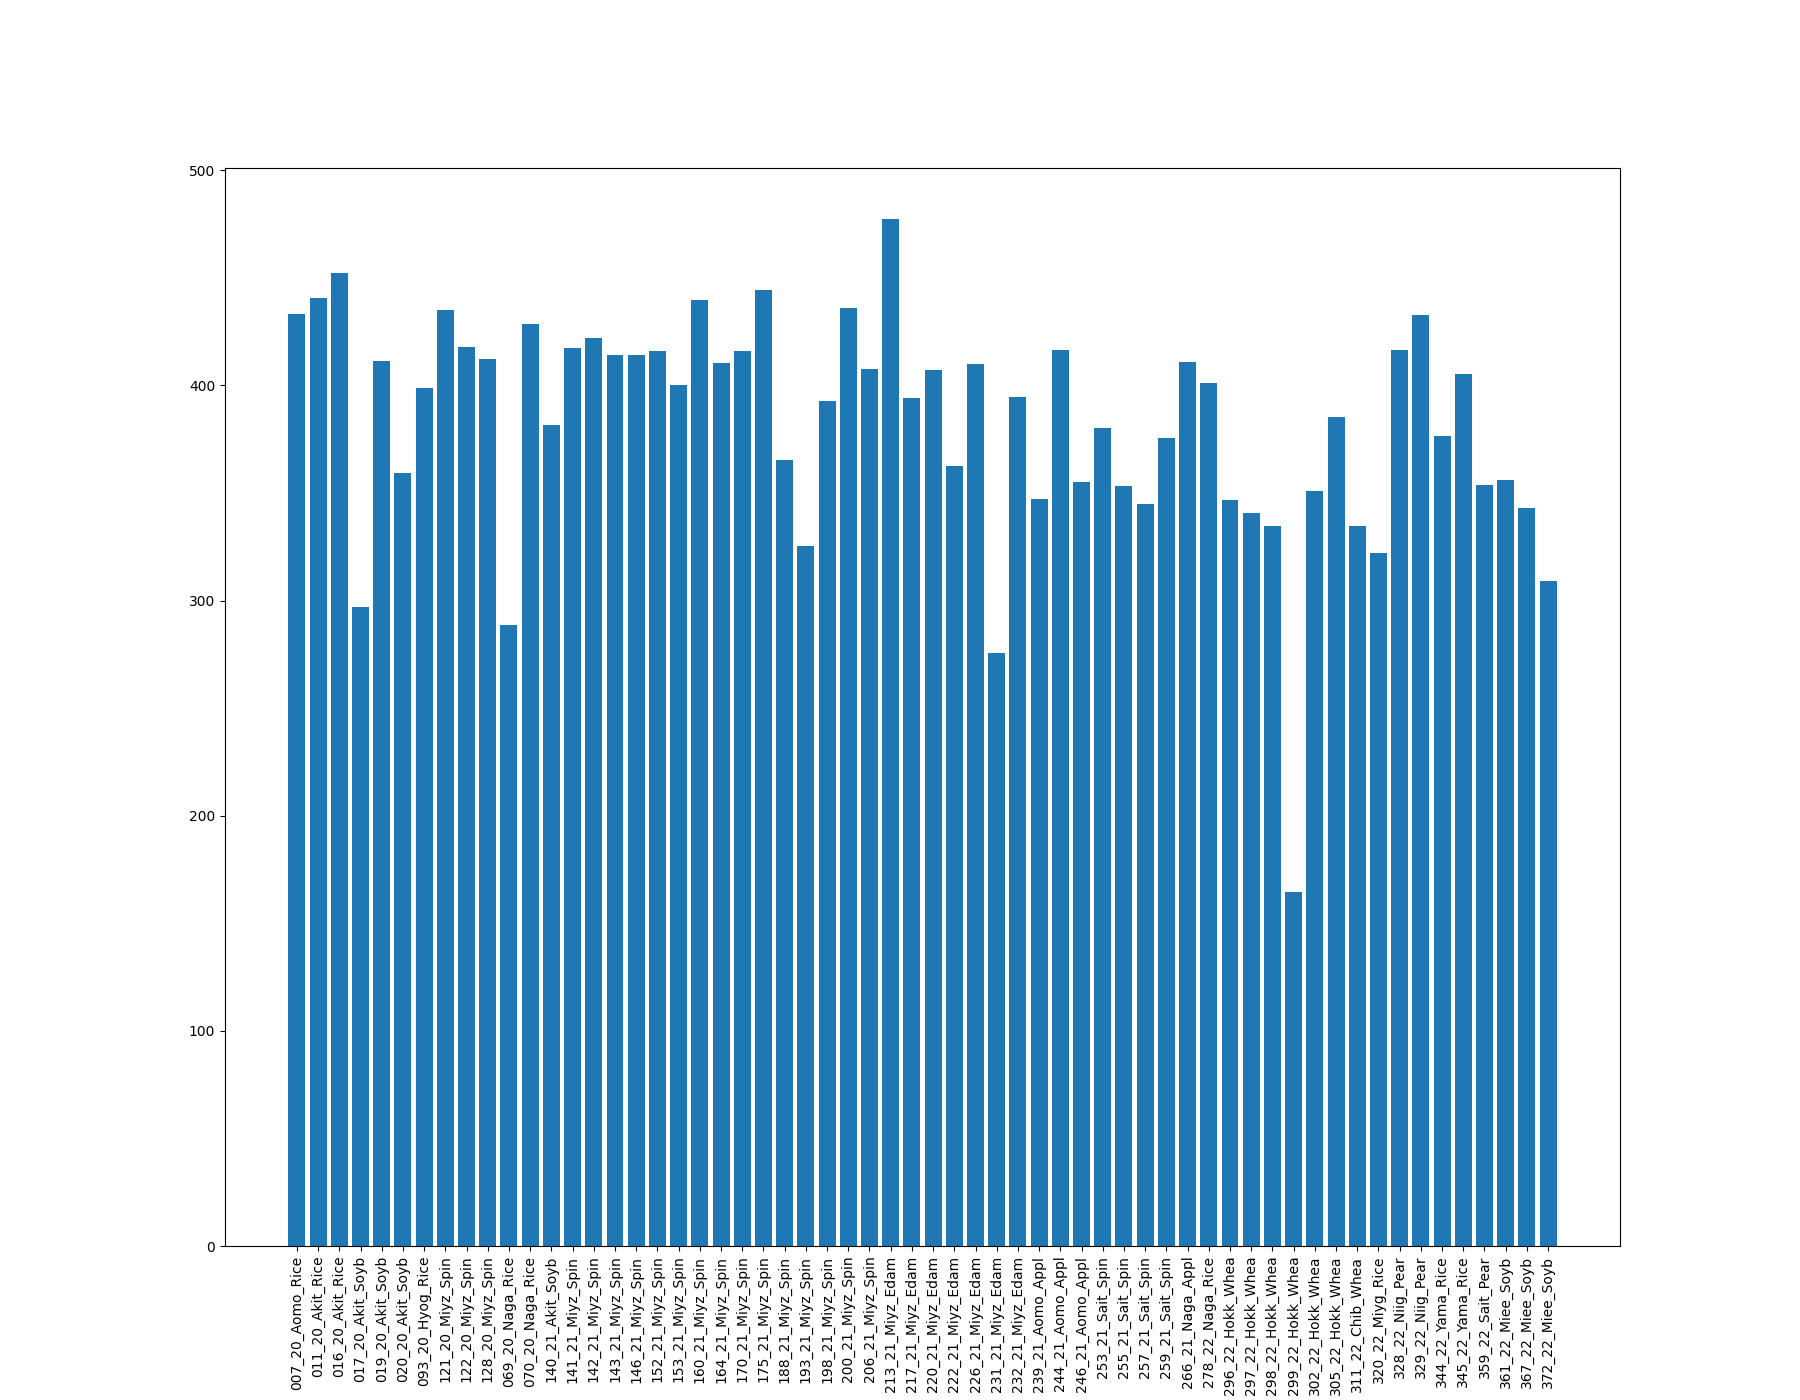 500
400
300
200
100
0
007_20_Aomo_Rice
011_20_Akit_Rice
016_20_Akit_Rice
017_20_Akit_Soyb
019_20_Akit_Soyb
020_20_Akit_Soyb
093_20_Hyog_Rice
121_20_Miyz_Spin
122_20_Miyz_Spin
128_20_Miyz_Spin
069_20_Naga_Rice
070_20_Naga_Rice
140_21_Akit_Soyb
141_21_Miyz_Spin
142_21_Miyz_Spin
143_21_Miyz_Spin
146_21_Miyz_Spin
152_21_Miyz_Spin
153_21_Miyz_Spin
160_21_Miyz_Spin
164_21_Miyz_Spin
170_21_Miyz_Spin
175_21_Miyz_Spin
188_21_Miyz_Spin
193_21_Miyz_Spin
198_21_Miyz_Spin
200_21_Miyz_Spin
206_21_Miyz_Spin
213_21_Miyz_Edam
217_21_Miyz_Edam
220_21_Miyz_Edam
222_21_Miyz_Edam
226_21_Miyz_Edam
231_21_Miyz_Edam
232_21_Miyz_Edam
239_21_Aomo_Appl
244_21_Aomo_Appl
246_21_Aomo_Appl
253_21_Sait_Spin
255_21_Sait_Spin
257_21_Sait_Spin
259_21_Sait_Spin
266_21_Naga_Appl
278_22_Naga_Rice
296_22_Hokk_Whea
297_22_Hokk_Whea
298_22_Hokk_Whea
299_22_Hokk_Whea
302_22_Hokk_Whea
305_22_Hokk_Whea
311_22_Chib_Whea
320_22_Miyg_Rice
328_22_Niig_Pear
329_22_Niig_Pear
344_22_Yama_Rice
345_22_Yama_Rice
359_22_Sait_Pear
361_22_Miee_Soyb
367_22_Miee_Soyb
372_22_Miee_Soyb